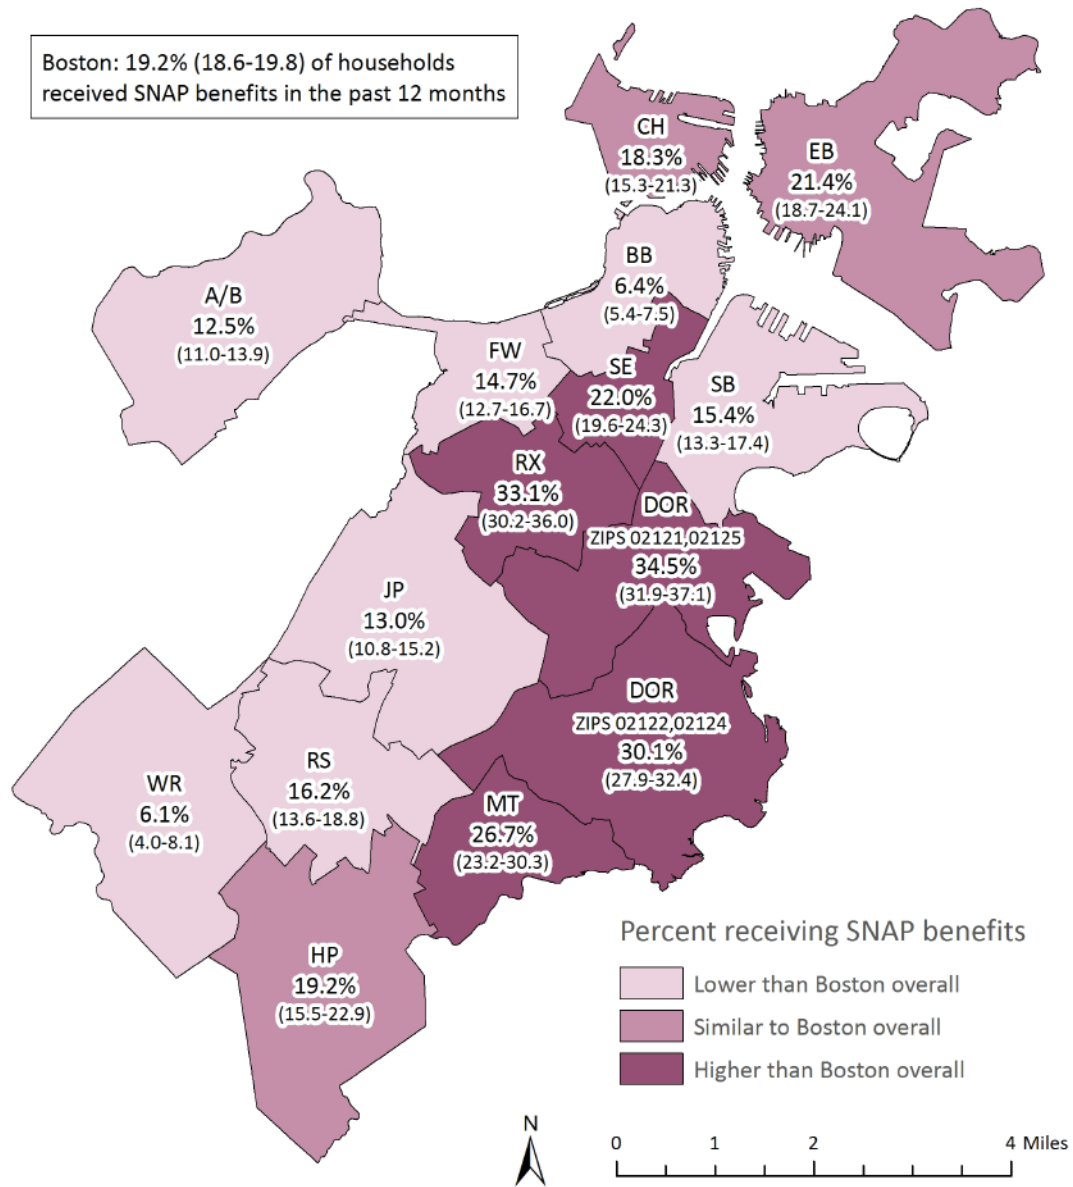 Boston: 19.2% (18.6-19.8) of households
received SNAP benefits in the past 12 months
CH
18.3%
(15.3-21.3)
EB
21.4%
(18.7-24.1)
BB
6.4%
(5.4-7.5)
A/B
12.5%
(11.0-13.9)
FW
14.7%
(12.7-16.7)
SE
22.0%
(19.6-24.3)
SB
15.4%
(13.3-17.4)
RX
33.1%
(30.2-36.0)
DOR
ZIPS 02121,02125
34.5%
(31.9-37.1)
JP
13.0%
(10.8-15.2)
DOR
ZIPS 02122,02124
30.1%
(27.9-32.4)
RS
16.2%
(13.6-18.8)
WR
6.1%
(4.0-8.1)
MT
26.7%
(23.2-30.3)
HP
19.2%
(15.5-22.9)
Percent receiving SNAP benefits
Lower than Boston overall
Similar to Boston overall
Higher than Boston overall
N
0 1 2 4 Miles